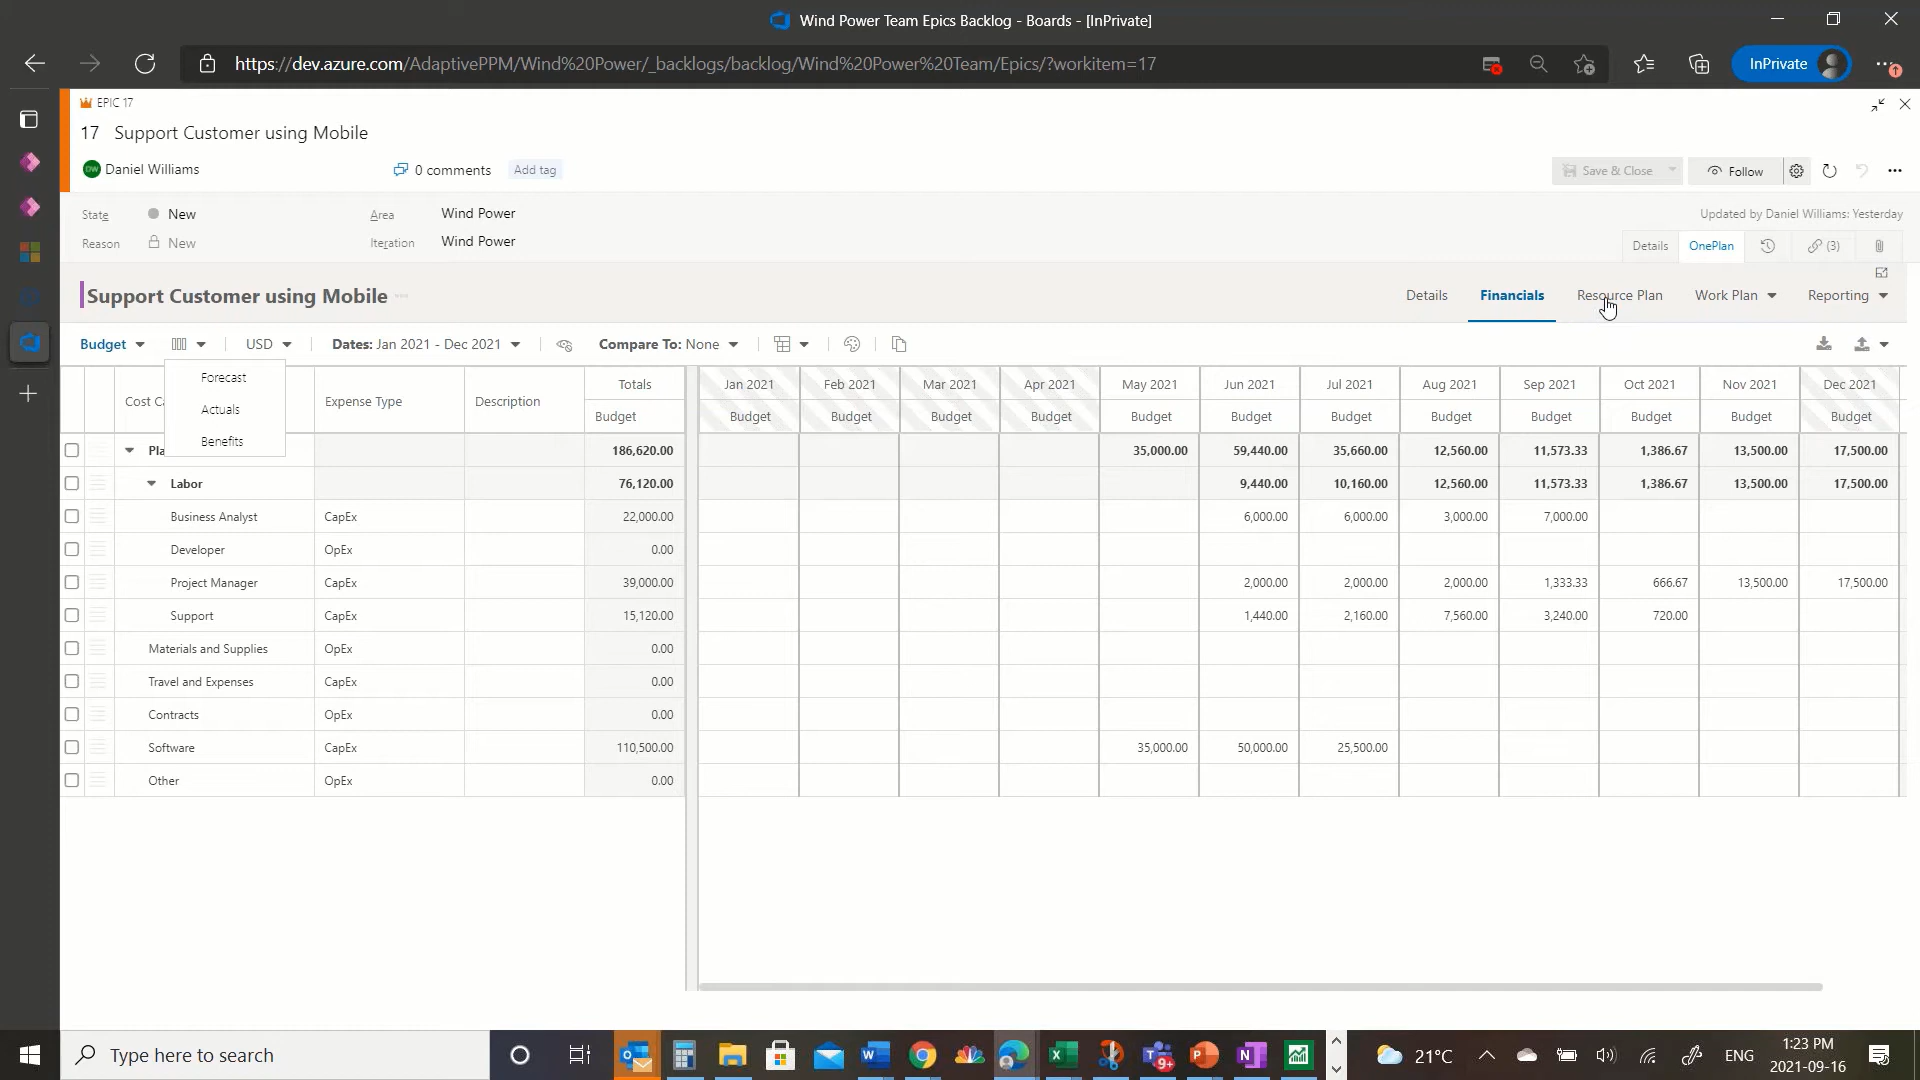 Wind Power Team Epics Backlog - Boards - [InPrivate]
https://dev.azure.com/AdaptivePPM/Wind%20Power/_backlogs/backlog/Wind%20Power%20Team/Epics/?workitem=17
InPrivate
EPIC 17
17 Support Customer using Mobile
DW Daniel Williams 0 comments Add tag
Save & Close Follow
State New Area Wind Power Updated by Daniel Williams: Yesterday
Reason New Iteration Wind Power
Details OnePlan (3)
Support Customer using Mobile Details Financials Resource Plan Work Plan Reporting
Budget USD Dates: Jan 2021 - Dec 2021 Compare To: None
Forecast
Actuals
Benefits
Cost Ca Expense Type Description Totals Jan 2021 Feb 2021 Mar 2021 Apr 2021 May 2021 Jun 2021 Jul 2021 Aug 2021 Sep 2021 Oct 2021 Nov 2021 Dec 2021
Budget Budget Budget Budget Budget Budget Budget Budget Budget Budget Budget Budget Budget
Pla 186,620.00 35,000.00 59,440.00 35,660.00 12,560.00 11,573.33 1,386.67 13,500.00 17,500.00
Labor 76,120.00 9,440.00 10,160.00 12,560.00 11,573.33 1,386.67 13,500.00 17,500.00
Business Analyst CapEx 22,000.00 6,000.00 6,000.00 3,000.00 7,000.00
Developer OpEx 0.00
Project Manager CapEx 39,000.00 2,000.00 2,000.00 2,000.00 1,333.33 666.67 13,500.00 17,500.00
Support CapEx 15,120.00 1,440.00 2,160.00 7,560.00 3,240.00 720.00
Materials and Supplies OpEx 0.00
Travel and Expenses CapEx 0.00
Contracts OpEx 0.00
Software CapEx 110,500.00 35,000.00 50,000.00 25,500.00
Other OpEx 0.00
Type here to search
9+
21°C
ENG
1:23 PM
2021-09-16